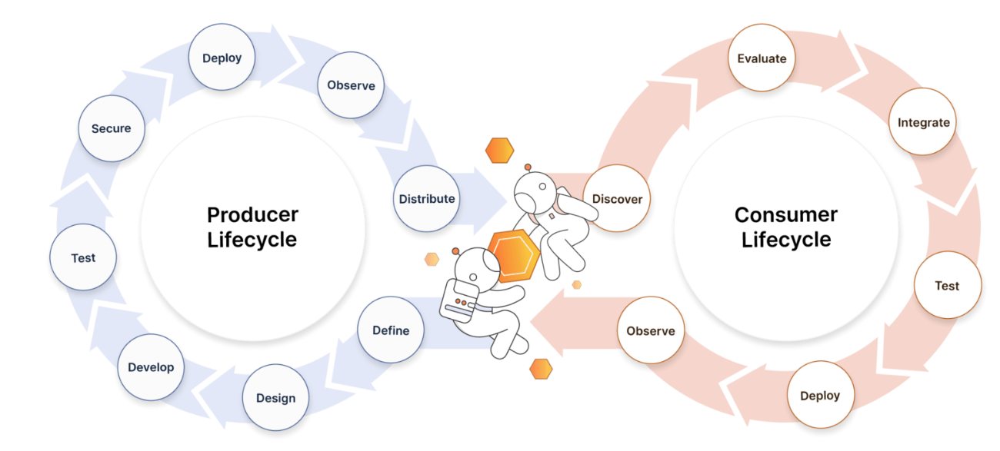 Deploy
Observe
Secure
Distribute
Producer
Lifecycle
Test
Define
Develop
Design
Evaluate
Integrate
Discover
Consumer
Lifecycle
Test
Observe
Deploy